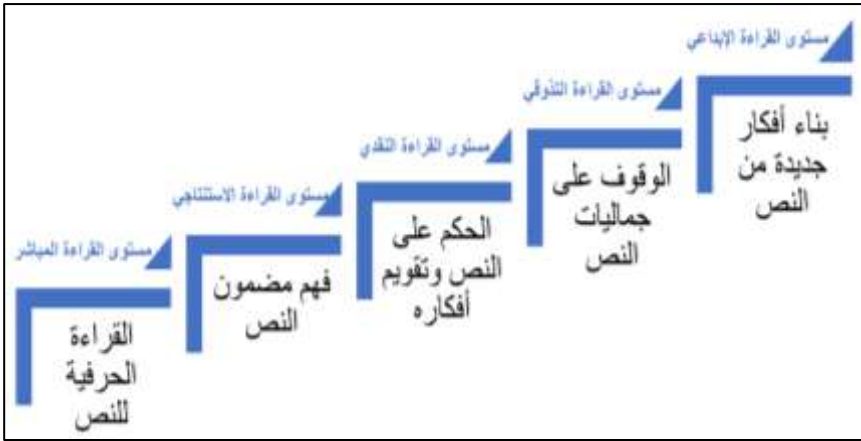 مستوى القراءة المباشر
القراءة
الحرفية
للنص
مستوى القراءة الاستنتاجي
فهم مضمون
النص
مستوى القراءة النقدي
الحكم على
النص وتقويم
أفكاره
مستوى القراءة التذوقي
الوقوف على
جماليات
النص
مستوى القراءة الإبداعي
بناء أفكار
جديدة من
النص